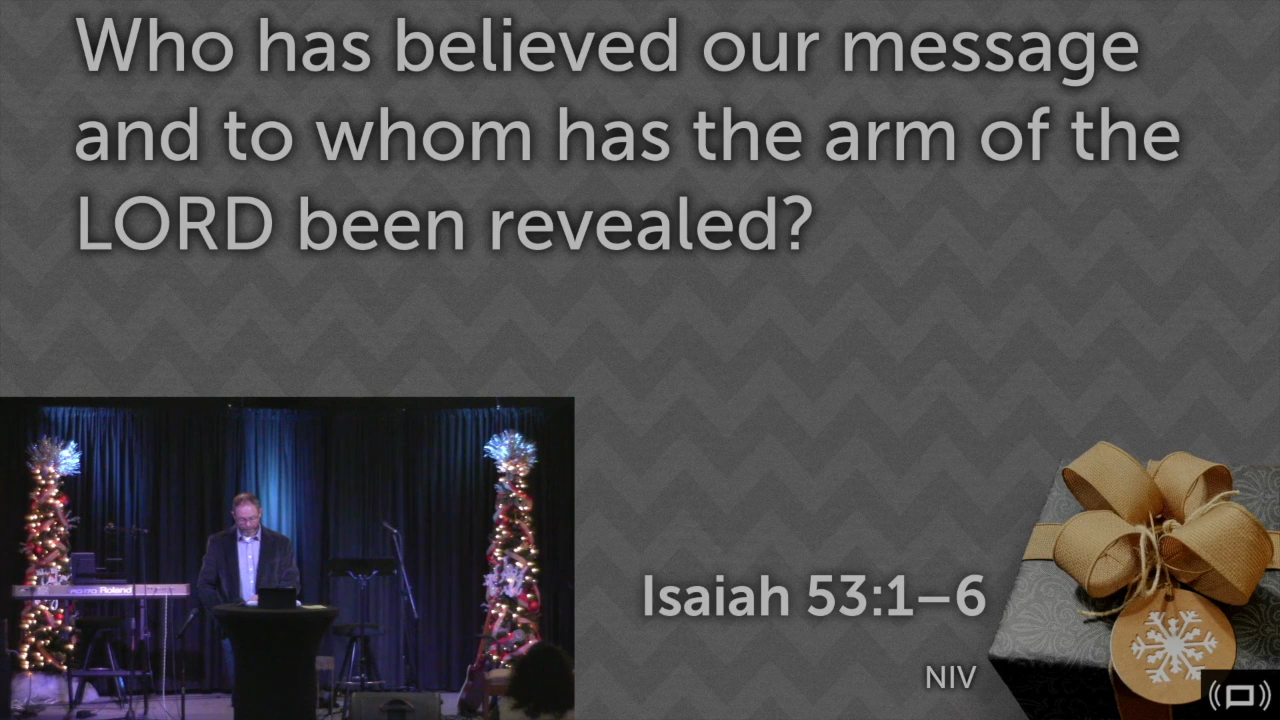 Who has believed our message
and to whom has the arm of the
LORD been revealed?
Roland
Isaiah 53:1–6
NIV